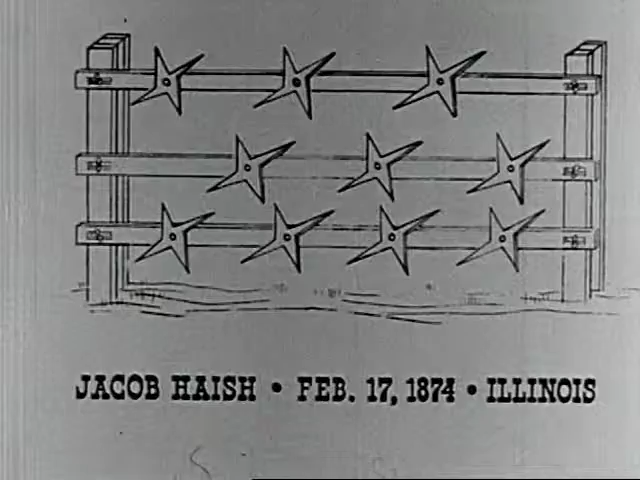 JACOB HAISH • FEB. 17, 1874 • ILLINOIS